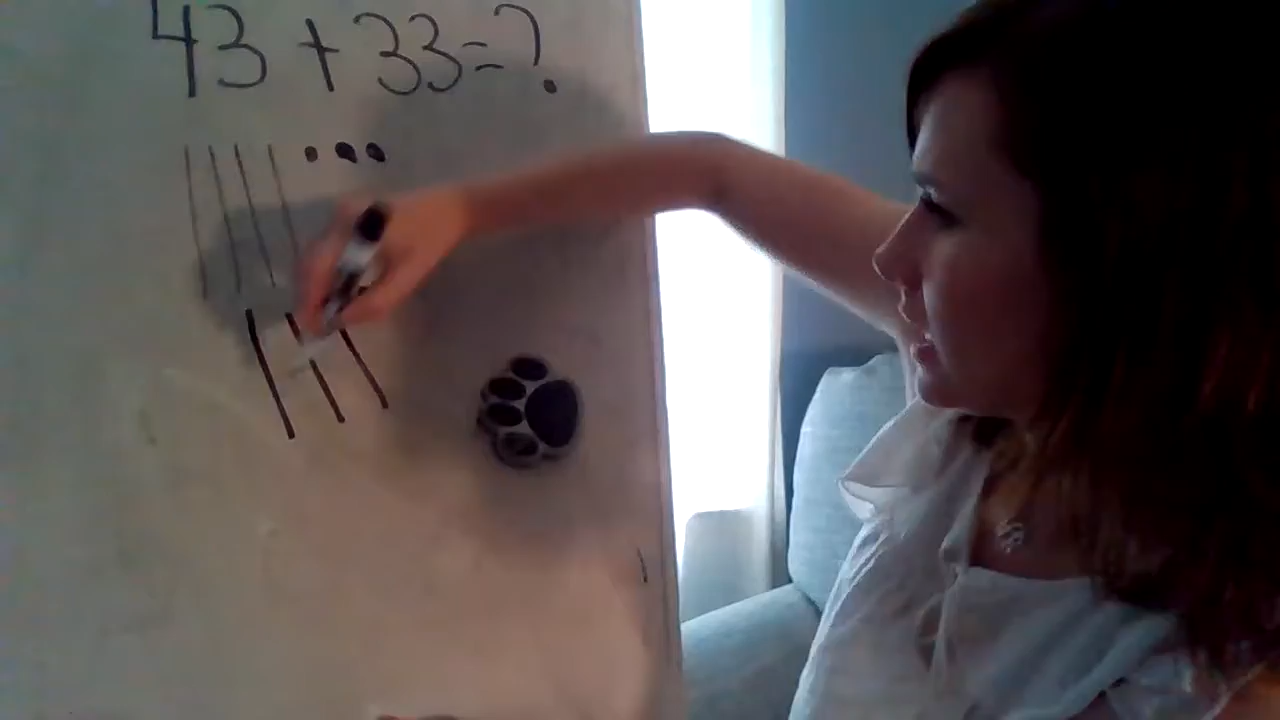 43 + 33 = ?